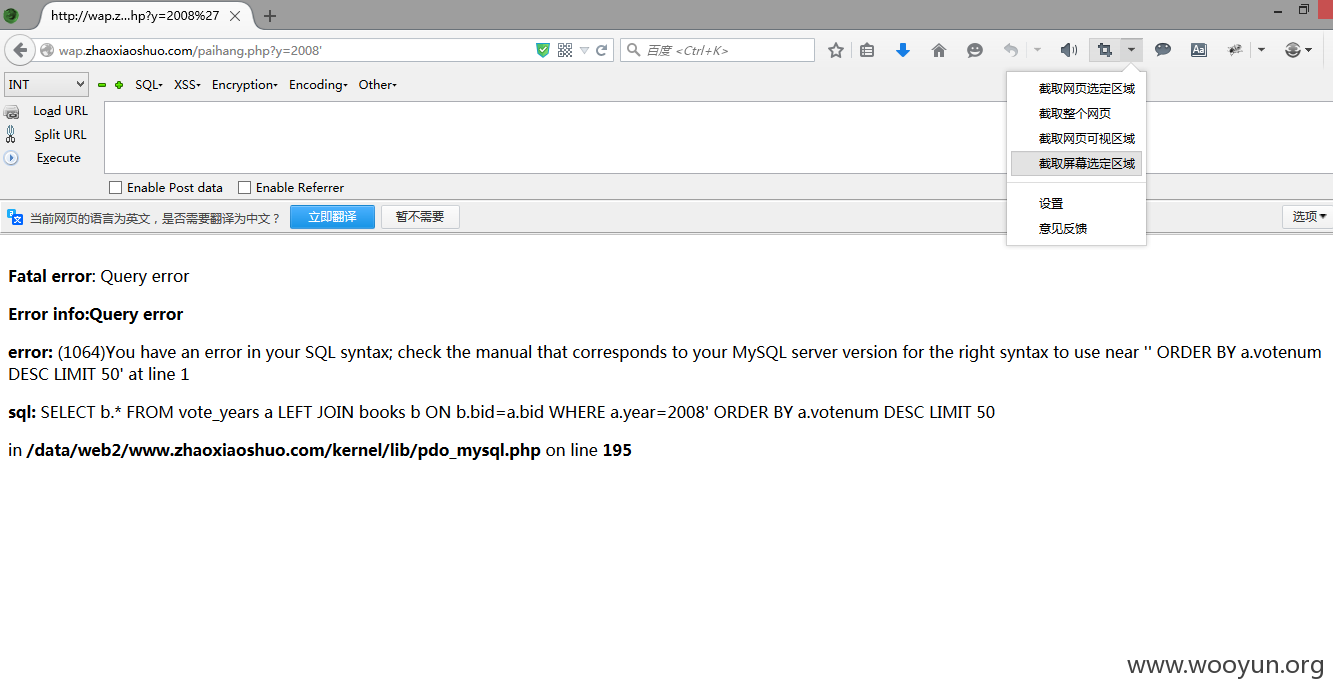 http://wap.z...hp?y=2008%27
wap.zhaoxiaoshuo.com/paihang.php?y=2008'
百度 <Ctrl+K>
INT
SQL
XSS
Encryption
Encoding
Other
Load URL
Split URL
Execute
Enable Post data
Enable Referrer
截取网页选定区域
截取整个网页
截取网页可视区域
截取屏幕选定区域
设置
意见反馈
当前网页的语言为英文，是否需要翻译为中文？
立即翻译
暂不需要
选项
Fatal error: Query error
Error info:Query error
error: (1064)You have an error in your SQL syntax; check the manual that corresponds to your MySQL server version for the right syntax to use near '' ORDER BY a.votenum
DESC LIMIT 50' at line 1
sql: SELECT b.* FROM vote_years a LEFT JOIN books b ON b.bid=a.bid WHERE a.year=2008' ORDER BY a.votenum DESC LIMIT 50
in /data/web2/www.zhaoxiaoshuo.com/kernel/lib/pdo_mysql.php on line 195
www.wooyun.org